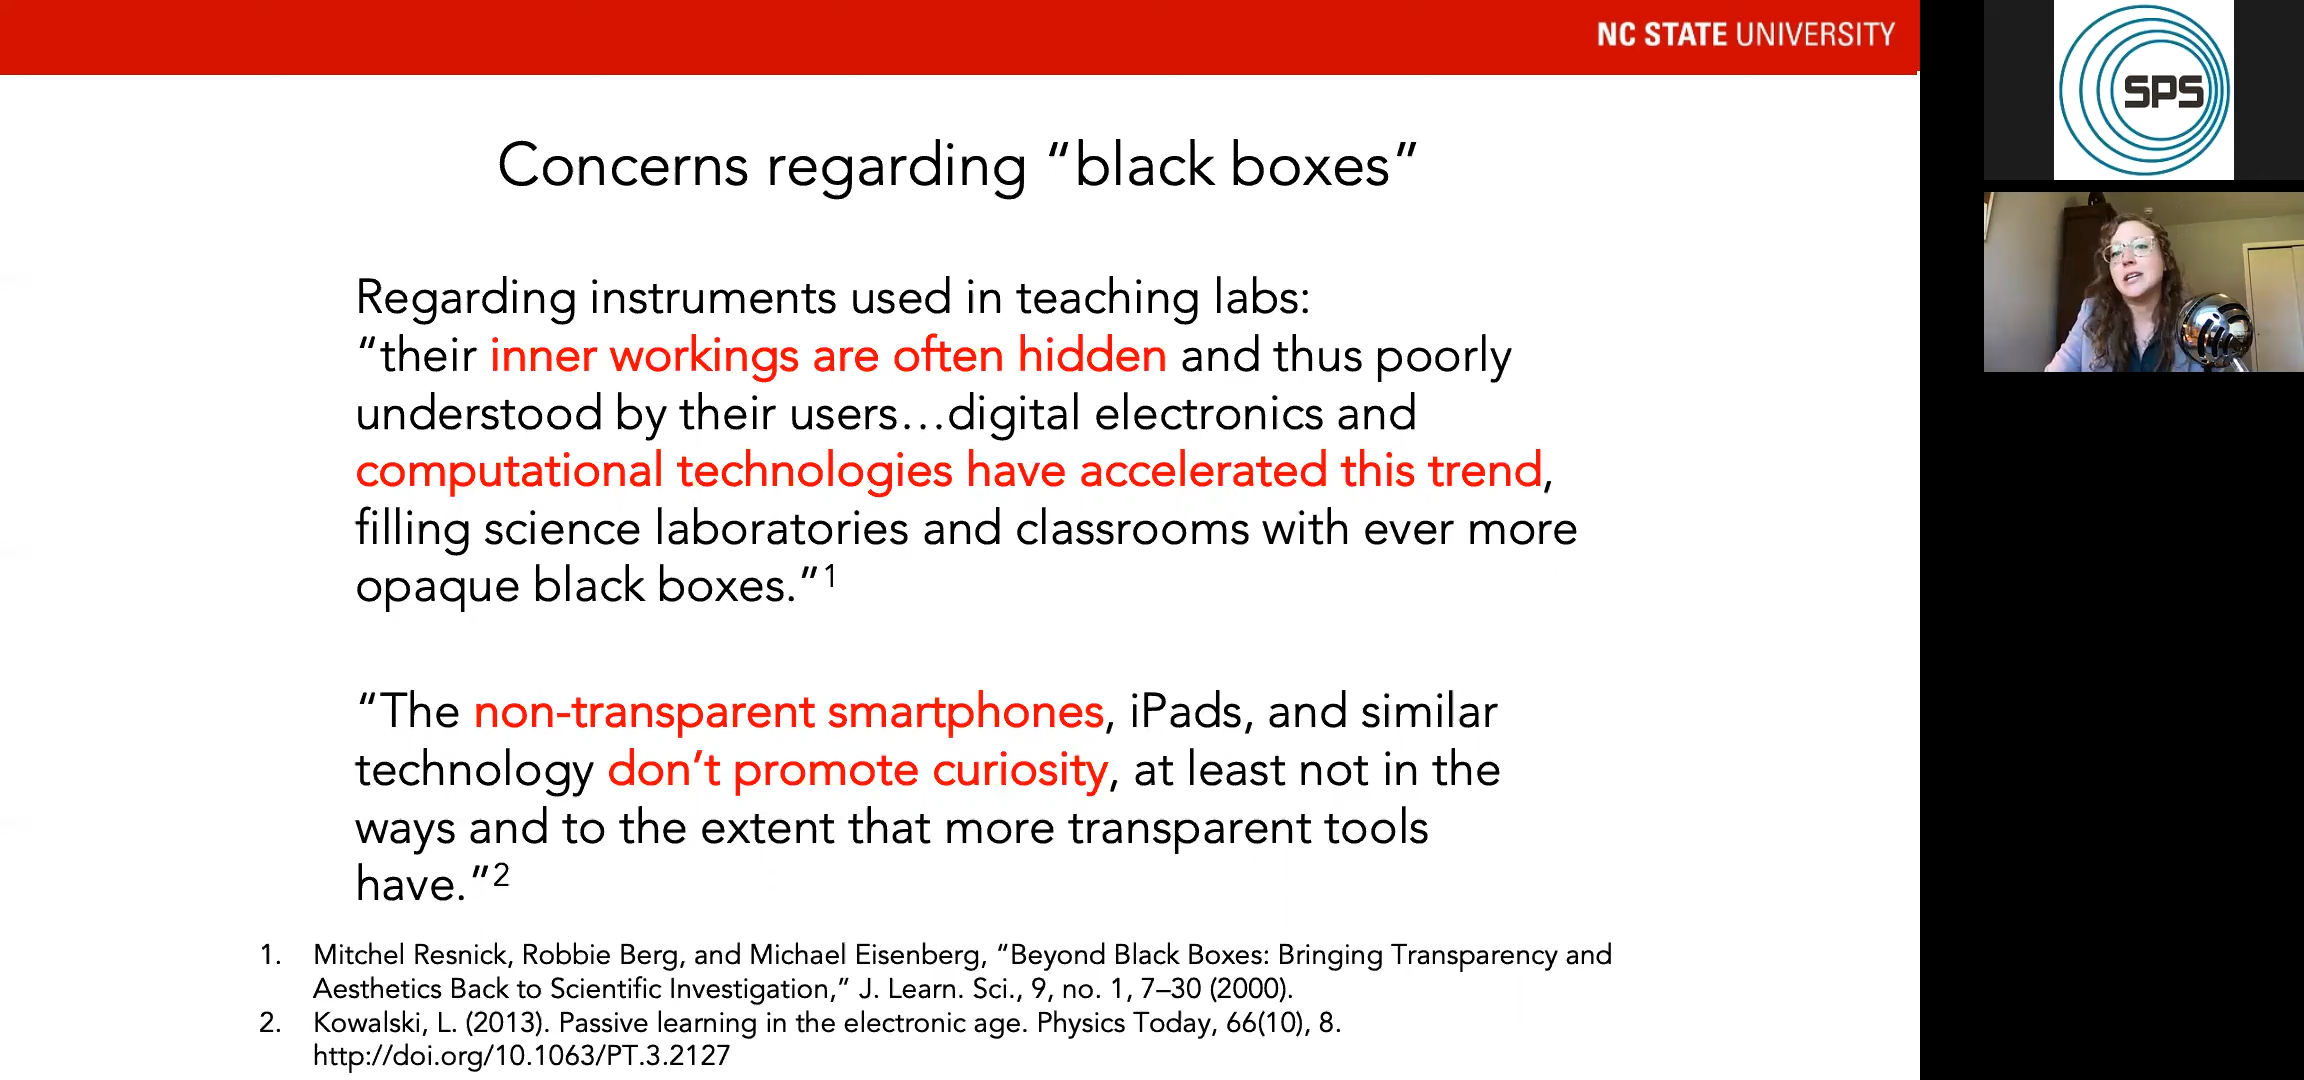 NC STATE UNIVERSITY
SPS
Concerns regarding “black boxes”
Regarding instruments used in teaching labs:
“their inner workings are often hidden and thus poorly
understood by their users…digital electronics and
computational technologies have accelerated this trend,
filling science laboratories and classrooms with ever more
opaque black boxes.”1
“The non-transparent smartphones, iPads, and similar
technology don’t promote curiosity, at least not in the
ways and to the extent that more transparent tools
have.”2
1. Mitchel Resnick, Robbie Berg, and Michael Eisenberg, “Beyond Black Boxes: Bringing Transparency and
Aesthetics Back to Scientific Investigation,” J. Learn. Sci., 9, no. 1, 7–30 (2000).
2. Kowalski, L. (2013). Passive learning in the electronic age. Physics Today, 66(10), 8.
http://doi.org/10.1063/PT.3.2127